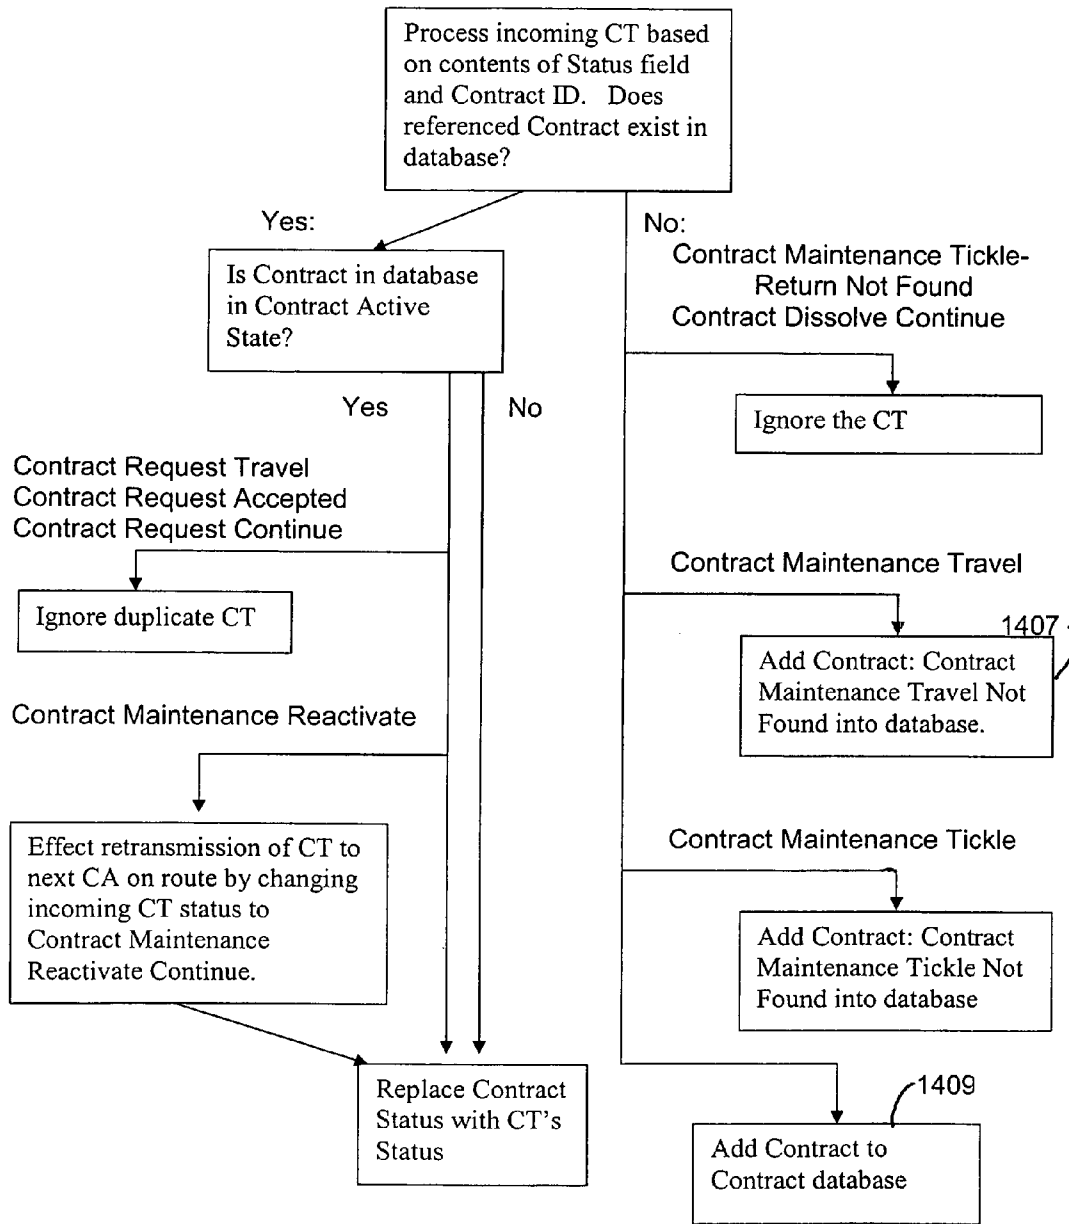 Process incoming CT based
on contents of Status field
and Contract ID. Does
referenced Contract exist in
database?
Yes:
No:
Contract Maintenance Tickle-
Return Not Found
Contract Dissolve Continue
Is Contract in database
in Contract Active
State?
Yes
No
Ignore the CT
Contract Request Travel
Contract Request Accepted
Contract Request Continue
Ignore duplicate CT
Contract Maintenance Travel
1407
Add Contract: Contract
Maintenance Travel Not
Found into database.
Contract Maintenance Reactivate
Effect retransmission of CT to
next CA on route by changing
incoming CT status to
Contract Maintenance
Reactivate Continue.
Contract Maintenance Tickle
Add Contract: Contract
Maintenance Tickle Not
Found into database
Replace Contract
Status with CT's
Status
1409
Add Contract to
Contract database